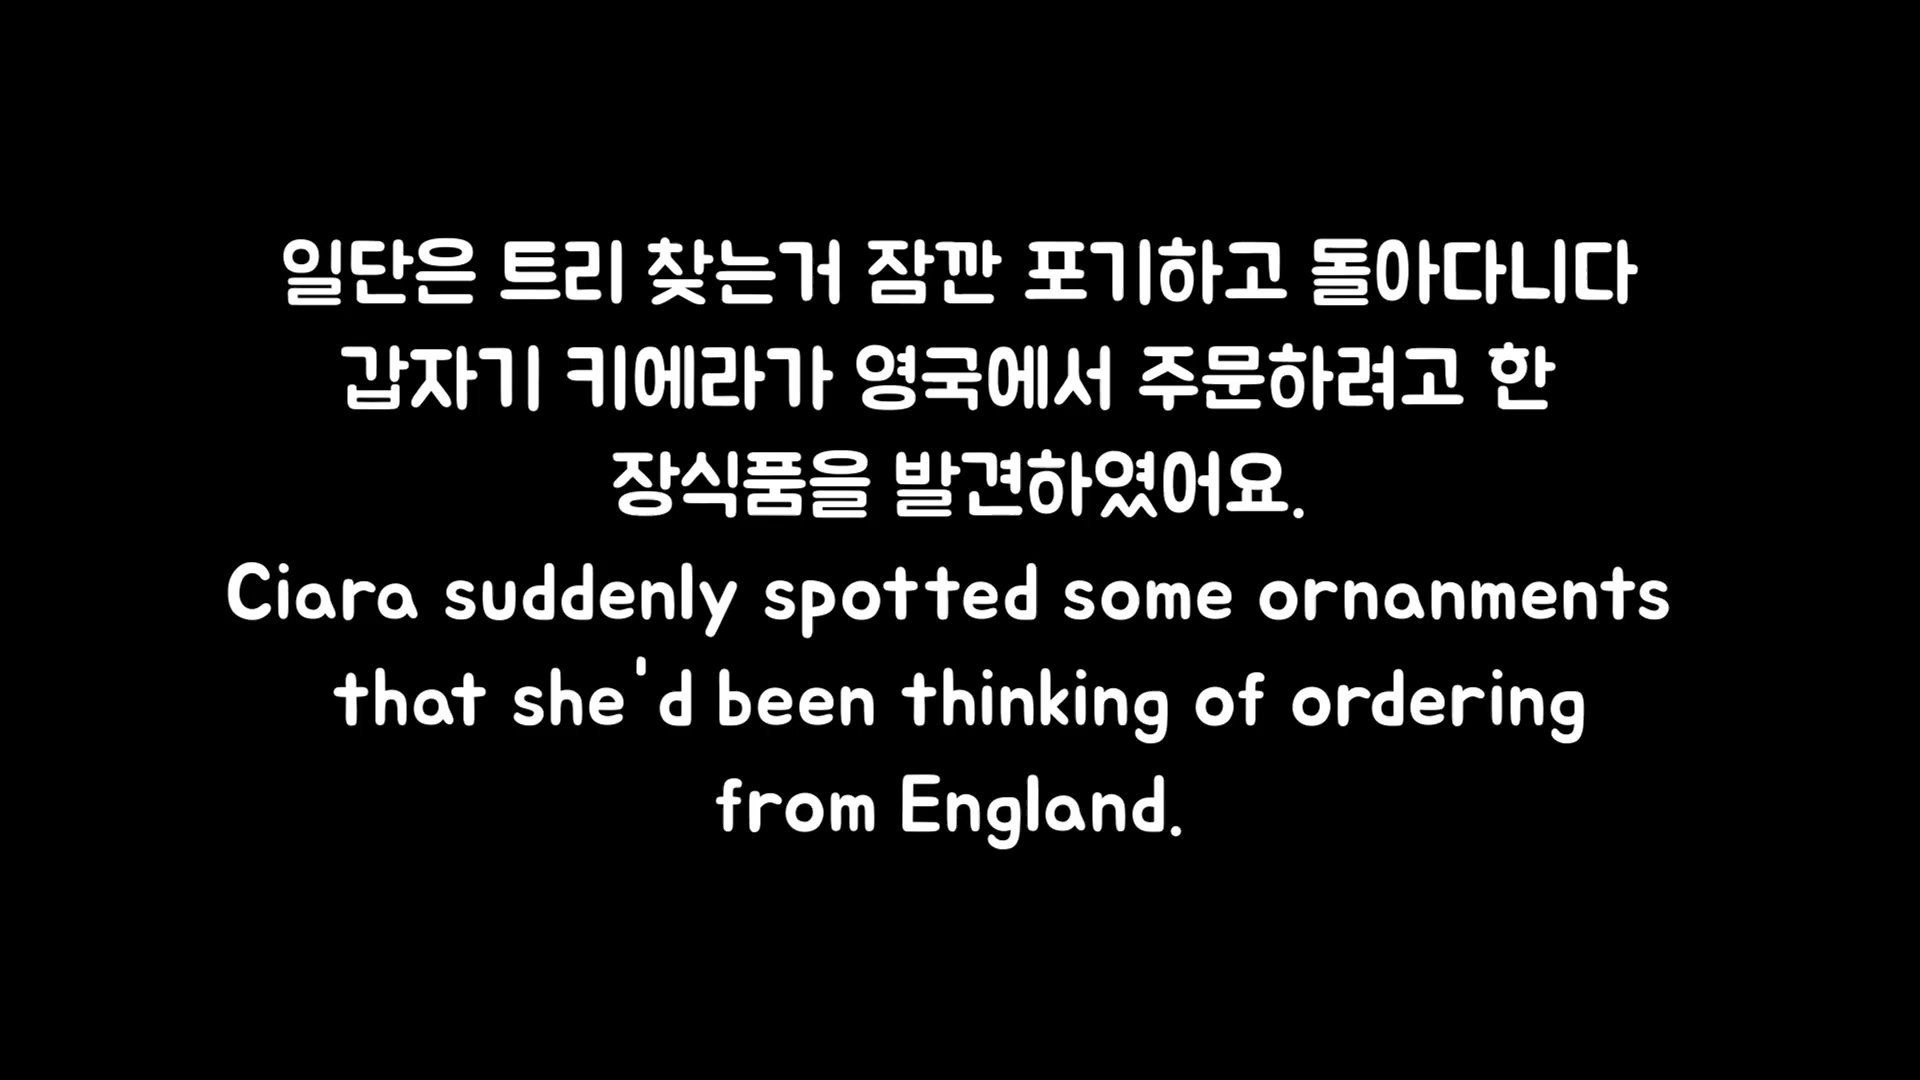 일단은 트리 찾는거 잠깐 포기하고 돌아다니다
갑자기 키에라가 영국에서 주문하려고 한
장식품을 발견하였어요.
Ciara suddenly spotted some ornanments
that she'd been thinking of ordering
from England.